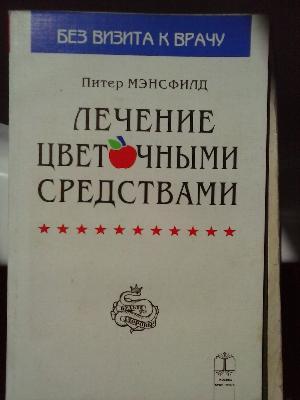 БЕЗ ВИЗИТА К ВРАЧУ
Питер МЭНСФИЛД
ЛЕЧЕНИЕ
ЦВЕТОЧНЫМИ
СРЕДСТВАМИ